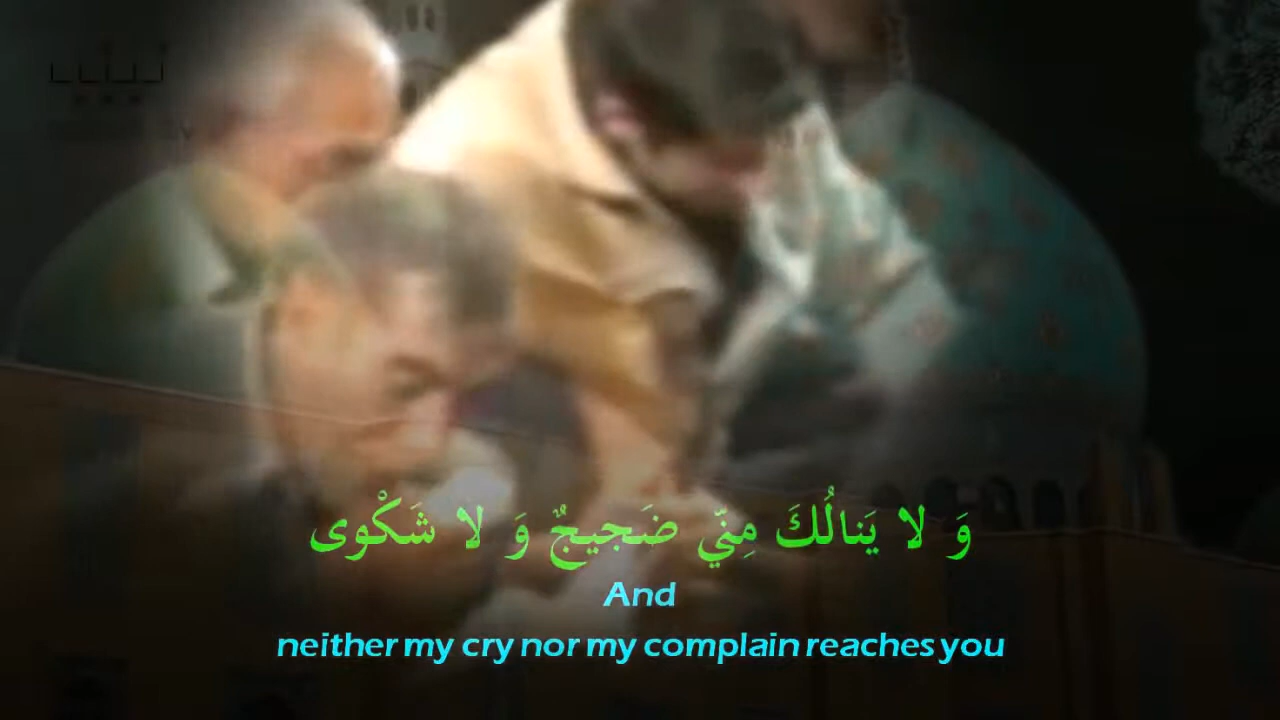 وَ لا يَنالُكَ مِنّي ضَجيجٌ وَ لا شَكْوى
And
neither my cry nor my complain reaches you